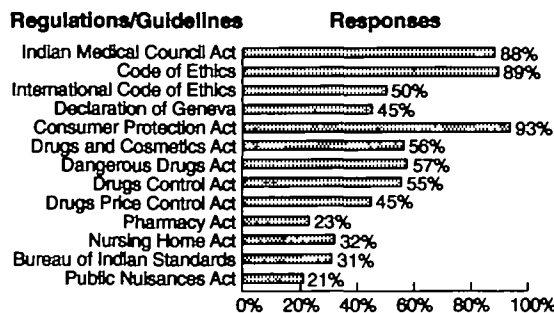 Regulations/Guidelines Responses
Indian Medical Council Act 88%
Code of Ethics 89%
International Code of Ethics 50%
Declaration of Geneva 45%
Consumer Protection Act 93%
Drugs and Cosmetics Act 56%
Dangerous Drugs Act 57%
Drugs Control Act 55%
Drugs Price Control Act 45%
Pharmacy Act 23%
Nursing Home Act 32%
Bureau of Indian Standards 31%
Public Nuisances Act 21%
0% 20% 40% 60% 80% 100%